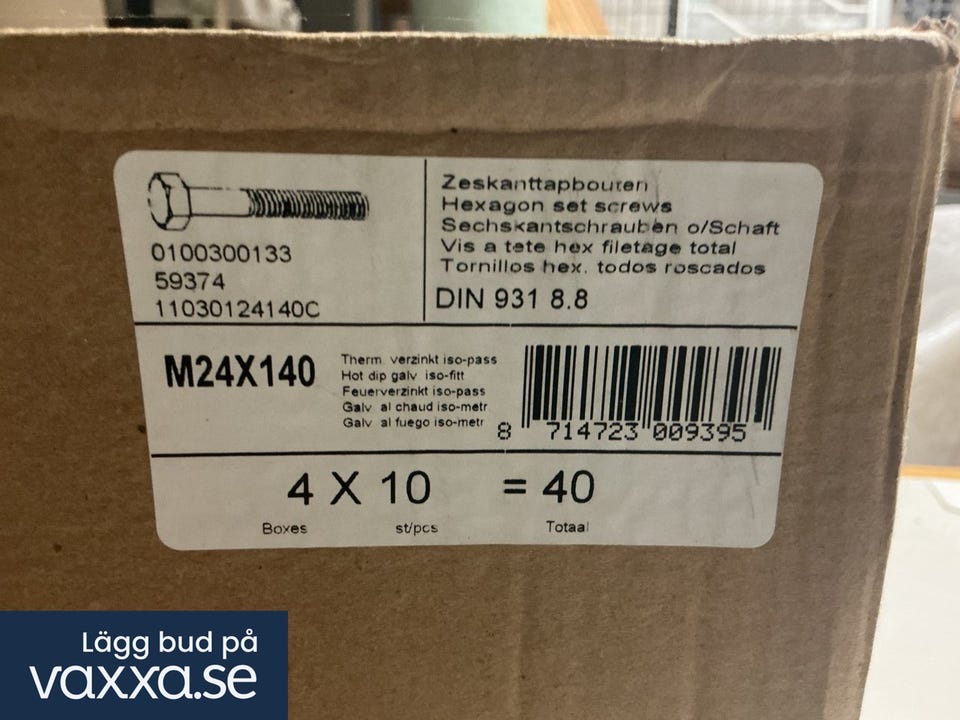 0100300133
59374
11030124140C
Zeskanttapbouten
Hexagon set screws
Sechskantschrauben o/Schaft
Vis a tete hex filetage total
Tornillos hex. todos roscados
DIN 931 8.8
M24X140
Therm. verzinkt iso-pass
Hot dip galv iso-fitt
Feuerverzinkt iso-pass
Galv al chaud iso-metr
Galv al fuego iso-metr
8 714723 009395
4 X 10 = 40
Boxes st/pcs Totaal
Lägg bud på
vaxxa.se